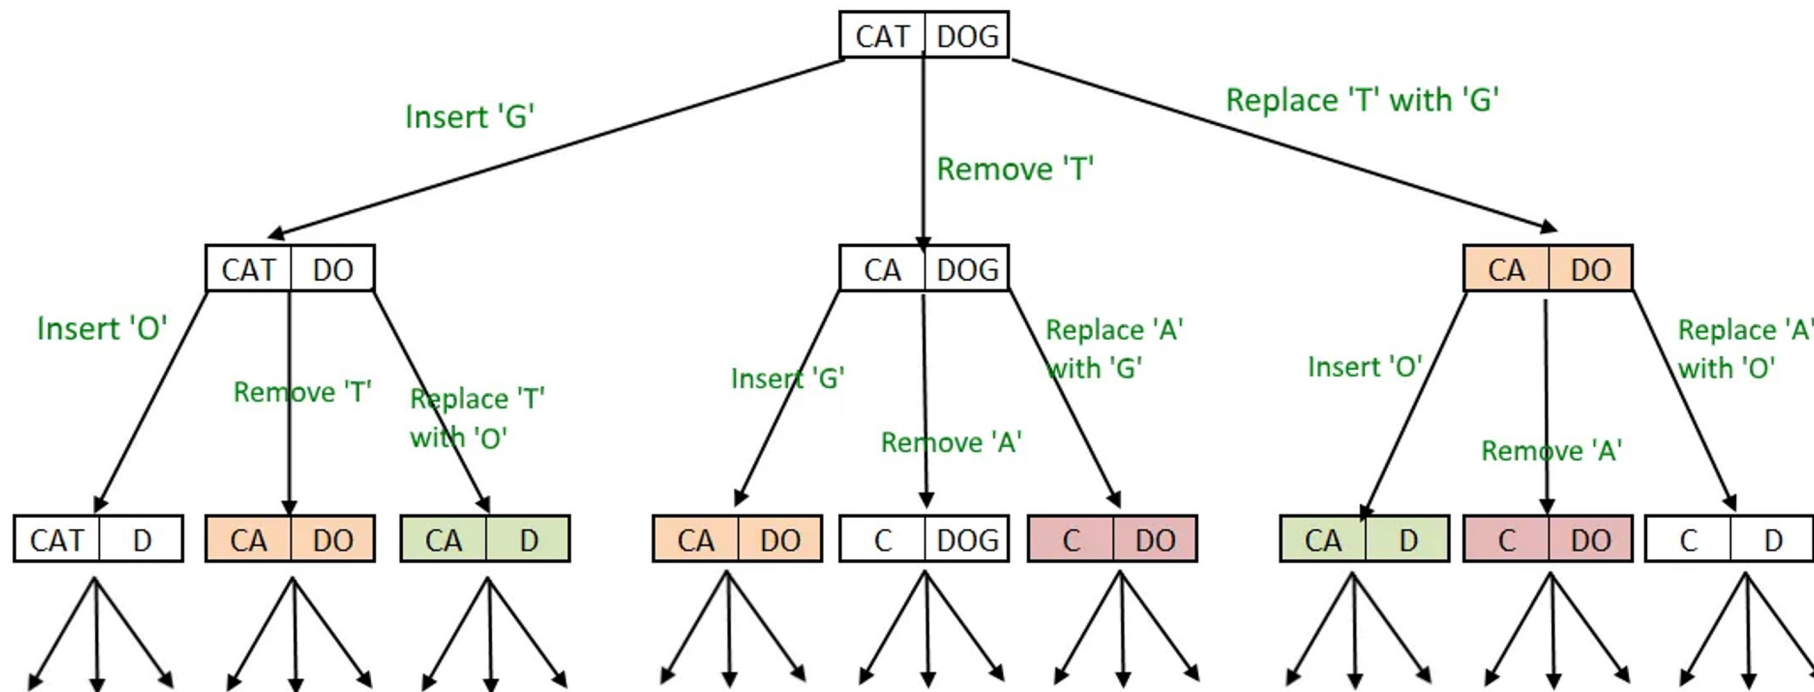 CAT DOG
Insert 'G'
Remove 'T'
Replace 'T' with 'G'
CAT DO
CA DOG
CA DO
Insert 'O'
Remove 'T'
Replace 'T'
with 'O'
Insert 'G'
Remove 'A'
Replace 'A'
with 'G'
Insert 'O'
Remove 'A'
Replace 'A'
with 'O'
CAT D
CA DO
CA D
CA DO
C DOG
C DO
CA D
C DO
C D